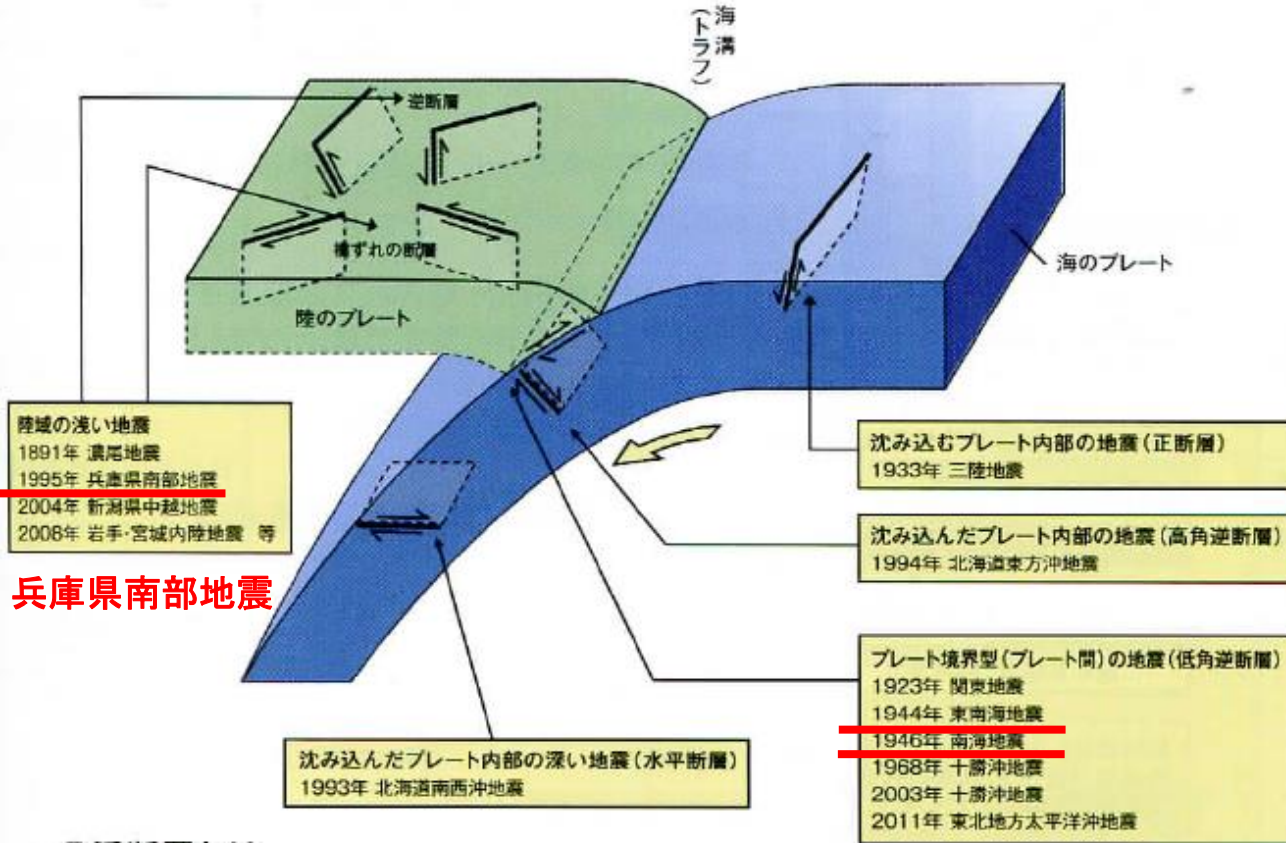 海溝
(トラフ)
逆断層
横ずれの断層
陸のプレート
海のプレート
陸域の浅い地震
1891年 濃尾地震
1995年 兵庫県南部地震
2004年 新潟県中越地震
2008年 岩手・宮城内陸地震 等
兵庫県南部地震
沈み込むプレート内部の地震(正断層)
1933年 三陸地震
沈み込んだプレート内部の地震(高角逆断層)
1994年 北海道東方沖地震
プレート境界型(プレート間)の地震(低角逆断層)
1923年 関東地震
1944年 東南海地震
1946年 南海地震
1968年 十勝沖地震
2003年 十勝沖地震
2011年 東北地方太平洋沖地震
沈み込んだプレート内部の深い地震(水平断層)
1993年 北海道南西沖地震